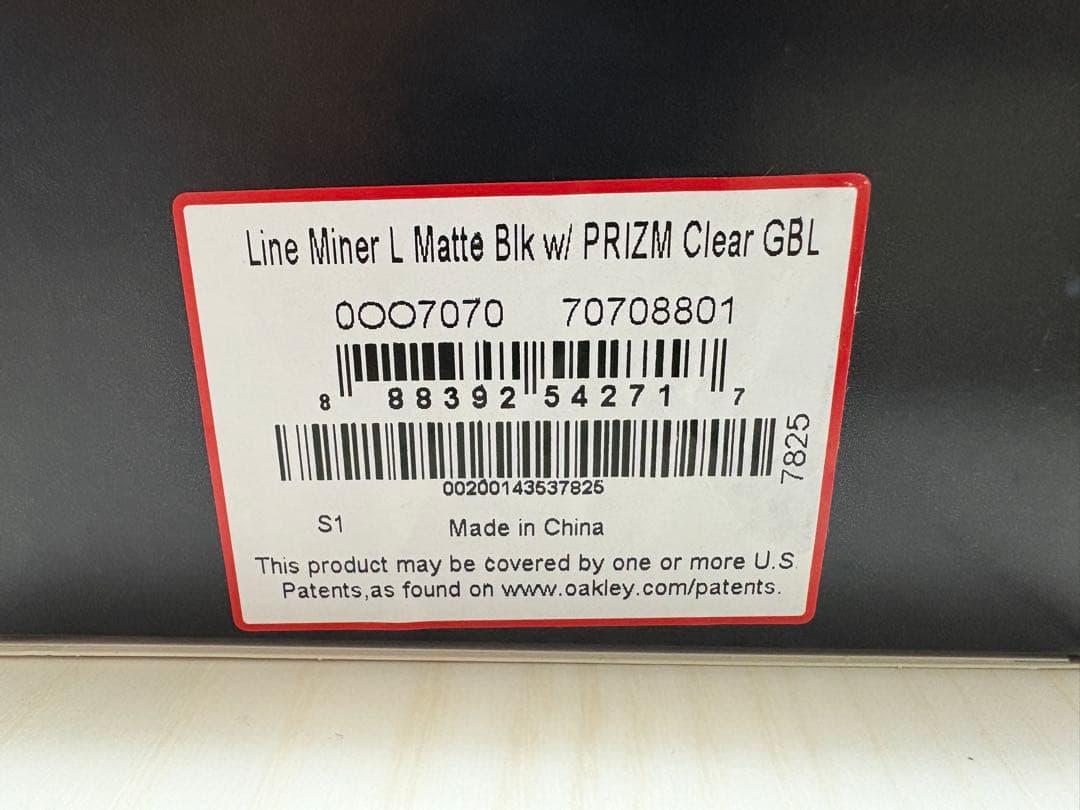 Line Miner L Matte Blk w/ PRIZM Clear GBL
0OO7070 70708801
8 88392 54271 7
7825
00200143537825
S1 Made in China
This product may be covered by one or more U.S.
Patents,as found on www.oakley.com/patents.